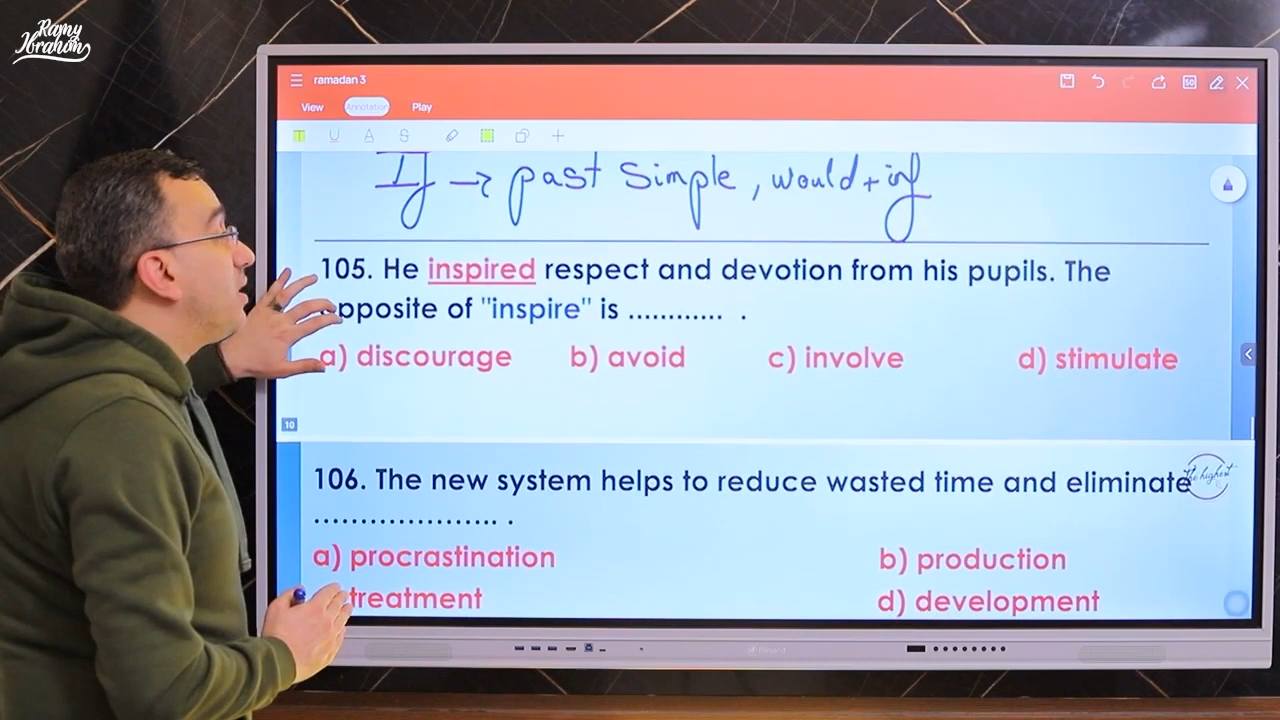 Ramy
Ibrahim
ramadan 3
View Annotation Play
T U A S
If → past simple, would + inf
105. He inspired respect and devotion from his pupils. The
opposite of "inspire" is ............ .
a) discourage b) avoid c) involve d) stimulate
10
106. The new system helps to reduce wasted time and eliminate
..................... .
The highest
a) procrastination b) production
treatment d) development